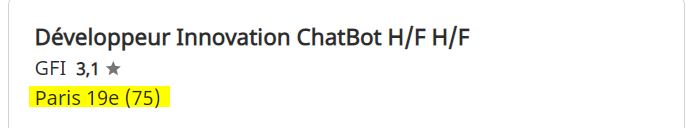 Développeur Innovation ChatBot H/F H/F
GFI 3,1 ★
Paris 19e (75)